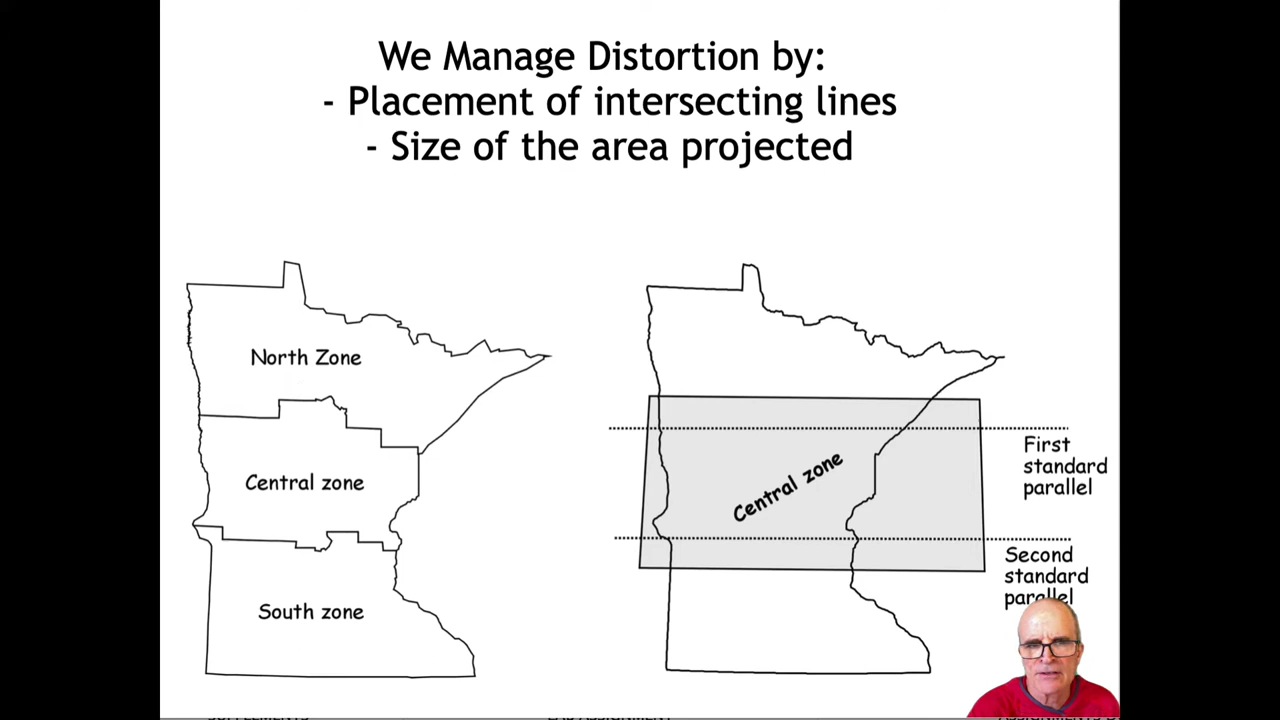 We Manage Distortion by:
- Placement of intersecting lines
- Size of the area projected
North Zone
Central zone
South zone
Central zone
First
standard
parallel
Second
standard
parallel